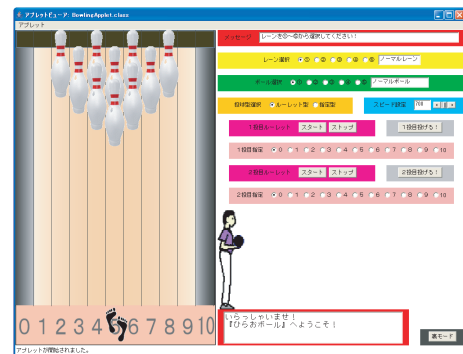 アプレットビューア: BowlingApplet.class
アプレット
メッセージ レーンを①～⑥から選択してください！
レーン選択 ① ② ③ ④ ⑤ ⑥ ノーマルレーン
ボール選択 ① ② ③ ④ ⑤ ノーマルボール
投球型選択 ルーレット型 指定型 スピード設定 700
1投目ルーレット スタート ストップ 1投目投げる！
1投目指定 0 1 2 3 4 5 6 7 8 9 10
2投目ルーレット スタート ストップ 2投目投げる！
2投目指定 0 1 2 3 4 5 6 7 8 9 10
0 1 2 3 4 5 6 7 8 9 10
いらっしゃいませ！
『ひらおボール』へようこそ！
裏モード
アプレットが開始されました。